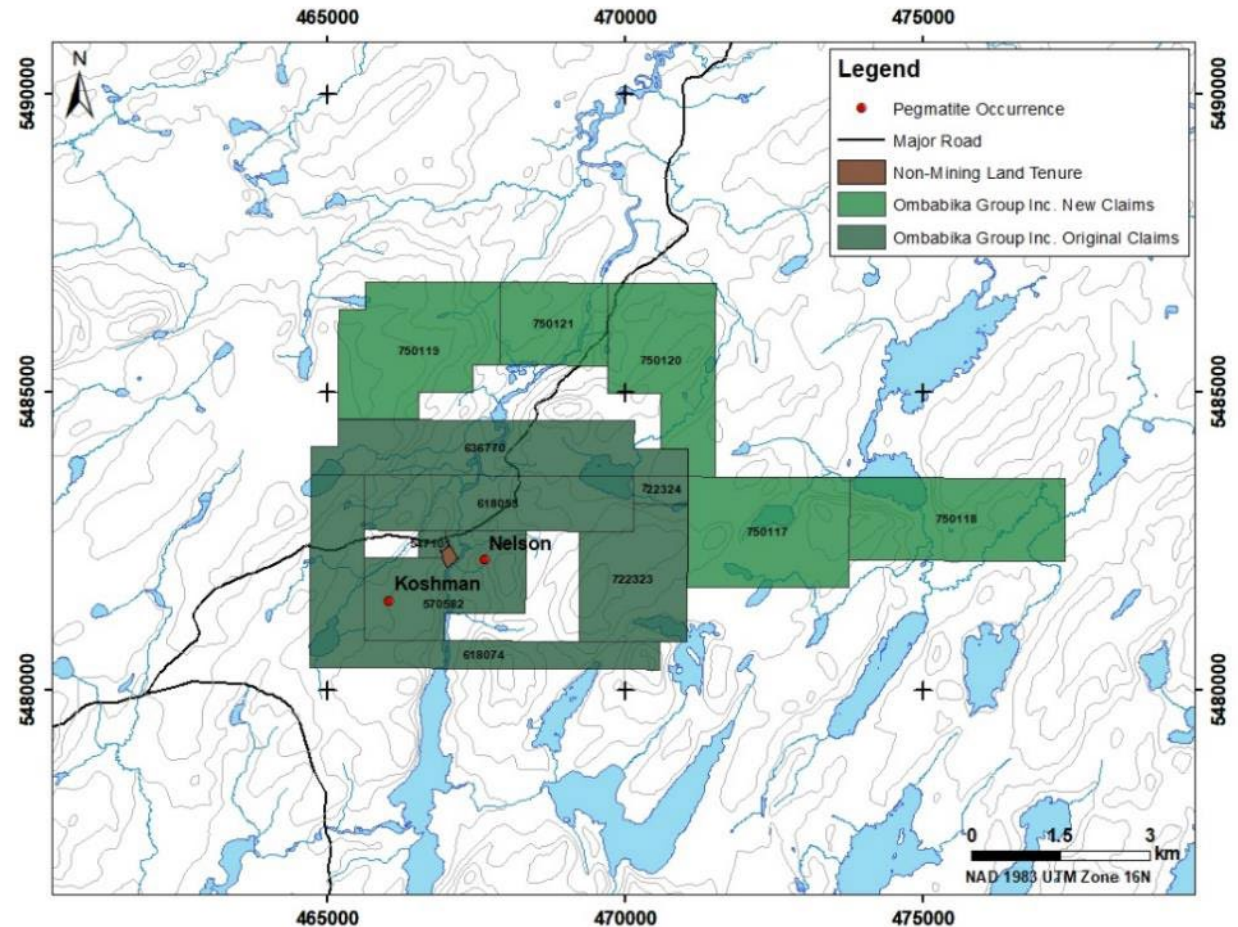 465000 470000 475000
N
5490000
5490000
Legend
Pegmatite Occurrence
Major Road
Non-Mining Land Tenure
Ombabika Group Inc. New Claims
Ombabika Group Inc. Original Claims
750121
750119
750120
5485000
5485000
636770
722324
750118
750117
Nelson
722323
Koshman
570582
618074
5480000
5480000
0 1.5 3
km
NAD 1983 UTM Zone 16N
465000 470000 475000